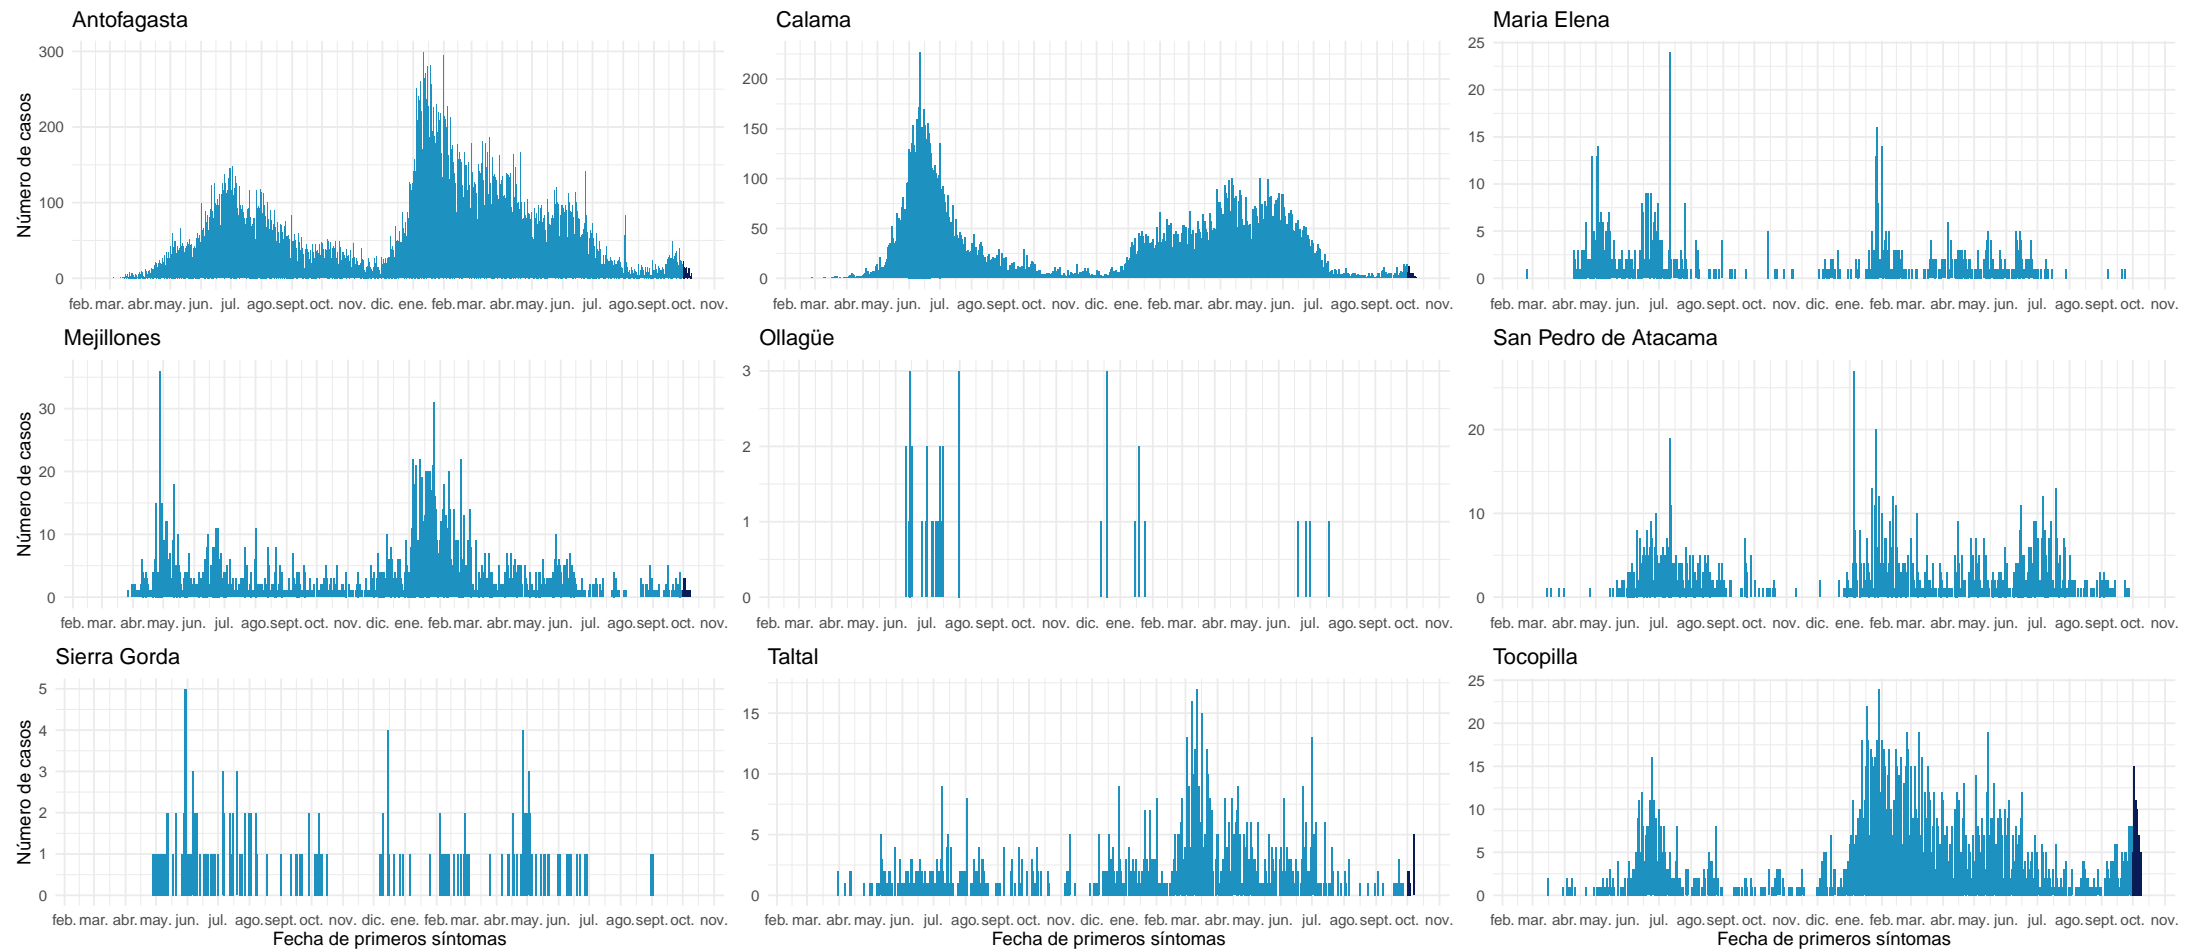 Antofagasta
Calama
Maria Elena
Número de casos
300
200
100
0
200
150
100
50
0
25
20
15
10
5
0
feb. mar. abr. may. jun. jul. ago. sept. oct. nov. dic. ene. feb. mar. abr. may. jun. jul. ago. sept. oct. nov.
feb. mar. abr. may. jun. jul. ago. sept. oct. nov. dic. ene. feb. mar. abr. may. jun. jul. ago. sept. oct. nov.
feb. mar. abr. may. jun. jul. ago. sept. oct. nov. dic. ene. feb. mar. abr. may. jun. jul. ago. sept. oct. nov.
Mejillones
Ollagüe
San Pedro de Atacama
Número de casos
30
20
10
0
3
2
1
0
20
10
0
feb. mar. abr. may. jun. jul. ago. sept. oct. nov. dic. ene. feb. mar. abr. may. jun. jul. ago. sept. oct. nov.
feb. mar. abr. may. jun. jul. ago. sept. oct. nov. dic. ene. feb. mar. abr. may. jun. jul. ago. sept. oct. nov.
feb. mar. abr. may. jun. jul. ago. sept. oct. nov. dic. ene. feb. mar. abr. may. jun. jul. ago. sept. oct. nov.
Sierra Gorda
Taltal
Tocopilla
Número de casos
5
4
3
2
1
0
15
10
5
0
25
20
15
10
5
0
feb. mar. abr. may. jun. jul. ago. sept. oct. nov. dic. ene. feb. mar. abr. may. jun. jul. ago. sept. oct. nov.
feb. mar. abr. may. jun. jul. ago. sept. oct. nov. dic. ene. feb. mar. abr. may. jun. jul. ago. sept. oct. nov.
feb. mar. abr. may. jun. jul. ago. sept. oct. nov. dic. ene. feb. mar. abr. may. jun. jul. ago. sept. oct. nov.
Fecha de primeros síntomas
Fecha de primeros síntomas
Fecha de primeros síntomas